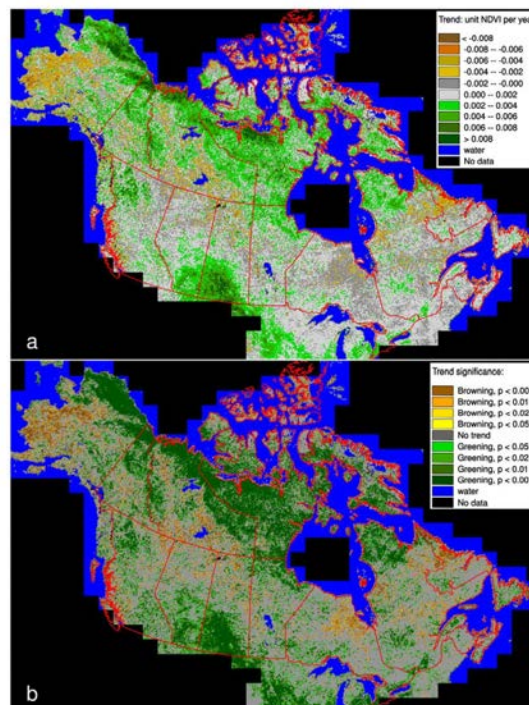 Trend: unit NDVI per year
< -0.008
-0.008 -- -0.006
-0.006 -- -0.004
-0.004 -- -0.002
-0.002 -- -0.000
0.000 -- 0.002
0.002 -- 0.004
0.004 -- 0.006
0.006 -- 0.008
> 0.008
water
No data
a
Trend significance:
Browning, p < 0.00
Browning, p < 0.01
Browning, p < 0.02
Browning, p < 0.05
No trend
Greening, p < 0.05
Greening, p < 0.02
Greening, p < 0.01
Greening, p < 0.00
water
No data
b